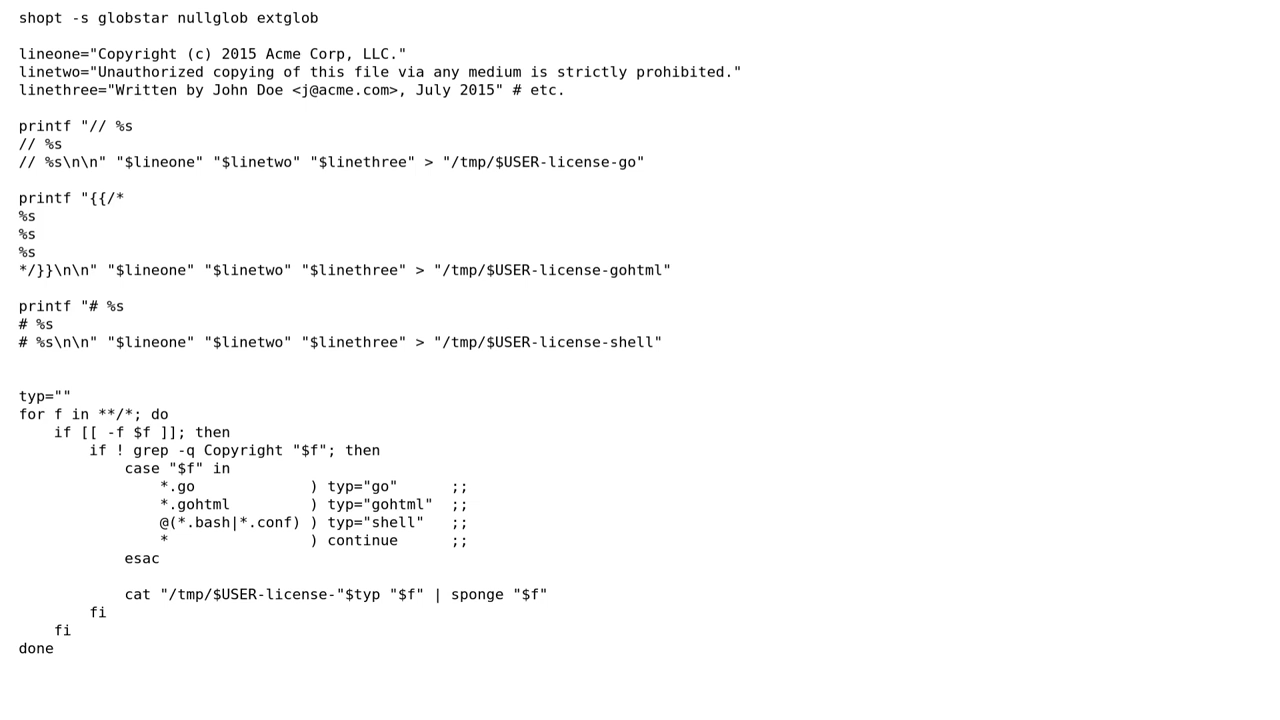 shopt -s globstar nullglob extglob

lineone="Copyright (c) 2015 Acme Corp, LLC."
linetwo="Unauthorized copying of this file via any medium is strictly prohibited."
linethree="Written by John Doe <j@acme.com>, July 2015" # etc.

printf "// %s
// %s
// %s\n\n" "$lineone" "$linetwo" "$linethree" > "/tmp/$USER-license-go"

printf "{{/*
%s
%s
%s
*/}}\n\n" "$lineone" "$linetwo" "$linethree" > "/tmp/$USER-license-gohtml"

printf "# %s
# %s
# %s\n\n" "$lineone" "$linetwo" "$linethree" > "/tmp/$USER-license-shell"


typ=""
for f in **/*; do
    if [[ -f $f ]]; then
        if ! grep -q Copyright "$f"; then
            case "$f" in
                *.go             ) typ="go"      ;;
                *.gohtml         ) typ="gohtml"  ;;
                @(*.bash|*.conf) ) typ="shell"   ;;
                *                ) continue      ;;
            esac

            cat "/tmp/$USER-license-"$typ "$f" | sponge "$f"
        fi
    fi
done